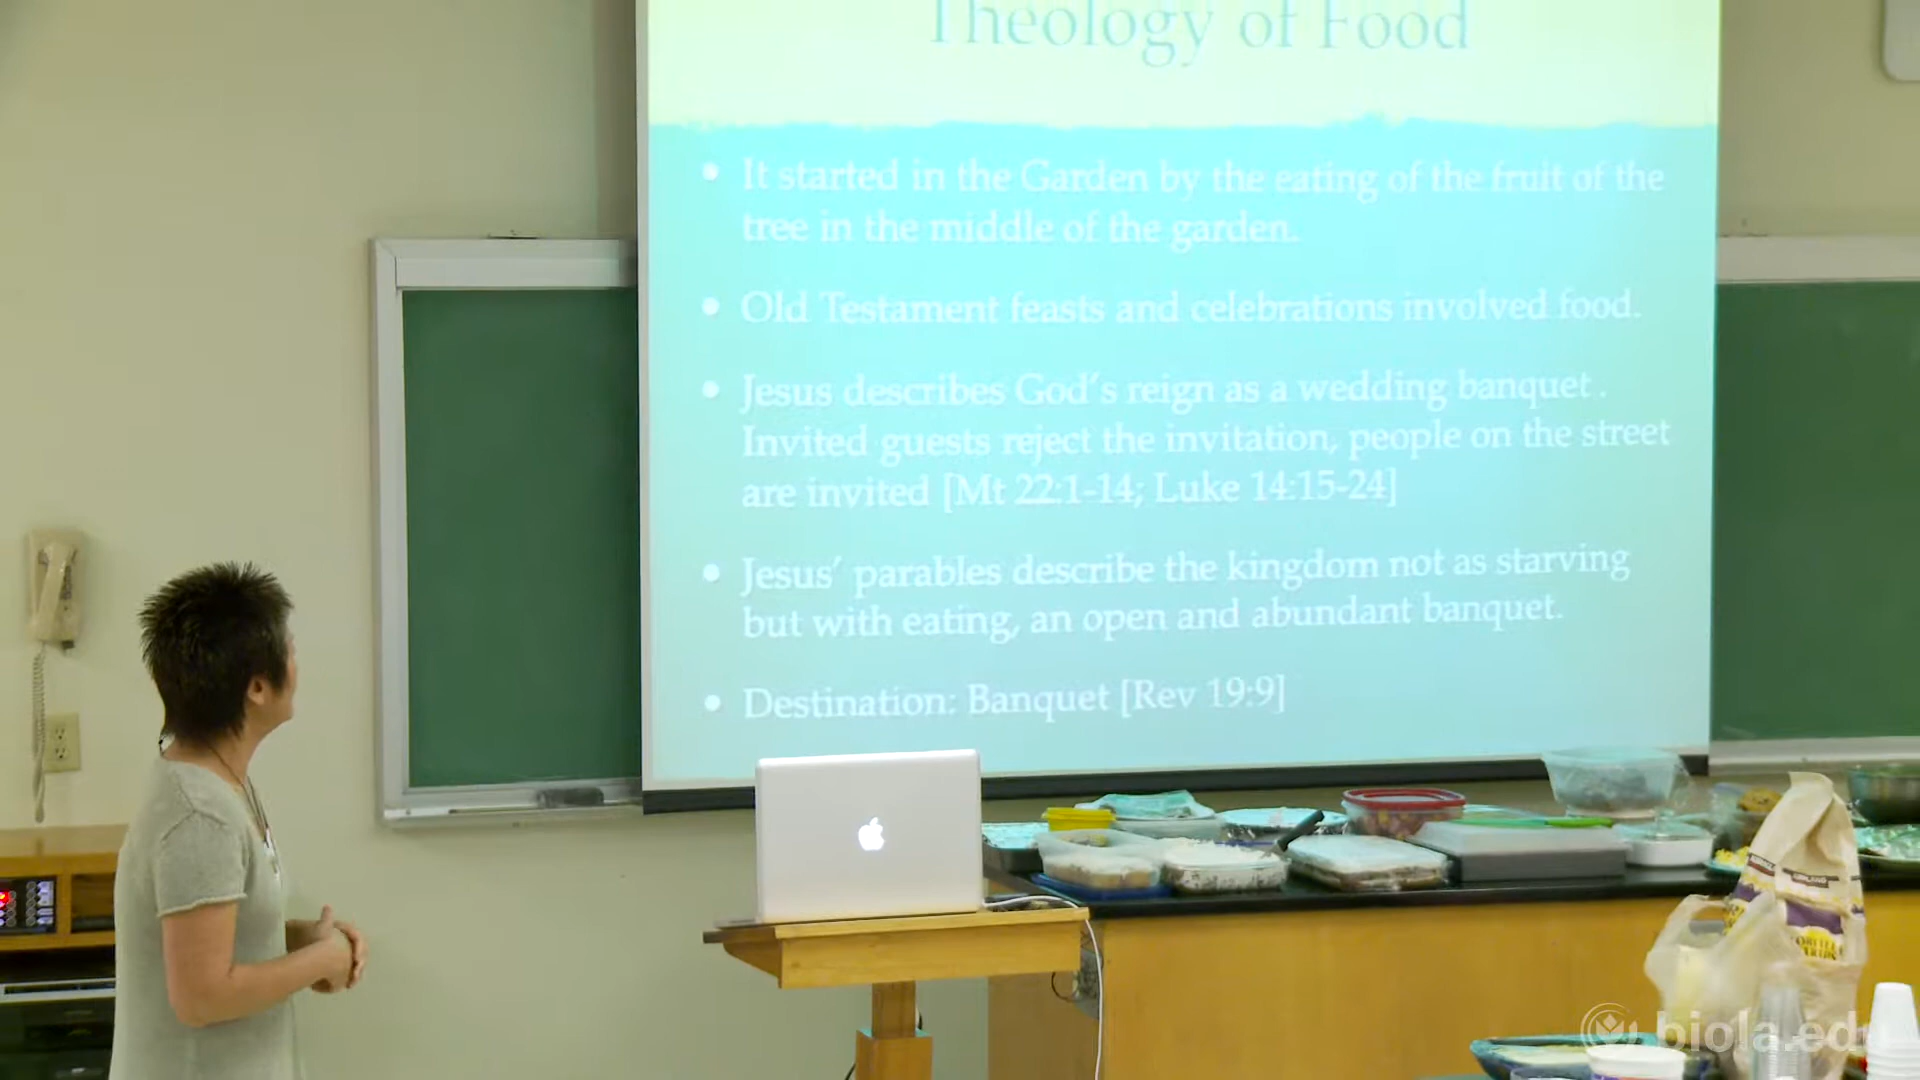 Theology of Food
• It started in the Garden by the eating of the fruit of the
tree in the middle of the garden.
• Old Testament feasts and celebrations involved food.
• Jesus describes God's reign as a wedding banquet .
Invited guests reject the invitation, people on the street
are invited [Mt 22:1-14; Luke 14:15-24]
• Jesus' parables describe the kingdom not as starving
but with eating, an open and abundant banquet.
• Destination: Banquet [Rev 19:9]
KIRKLAND
biola.edu